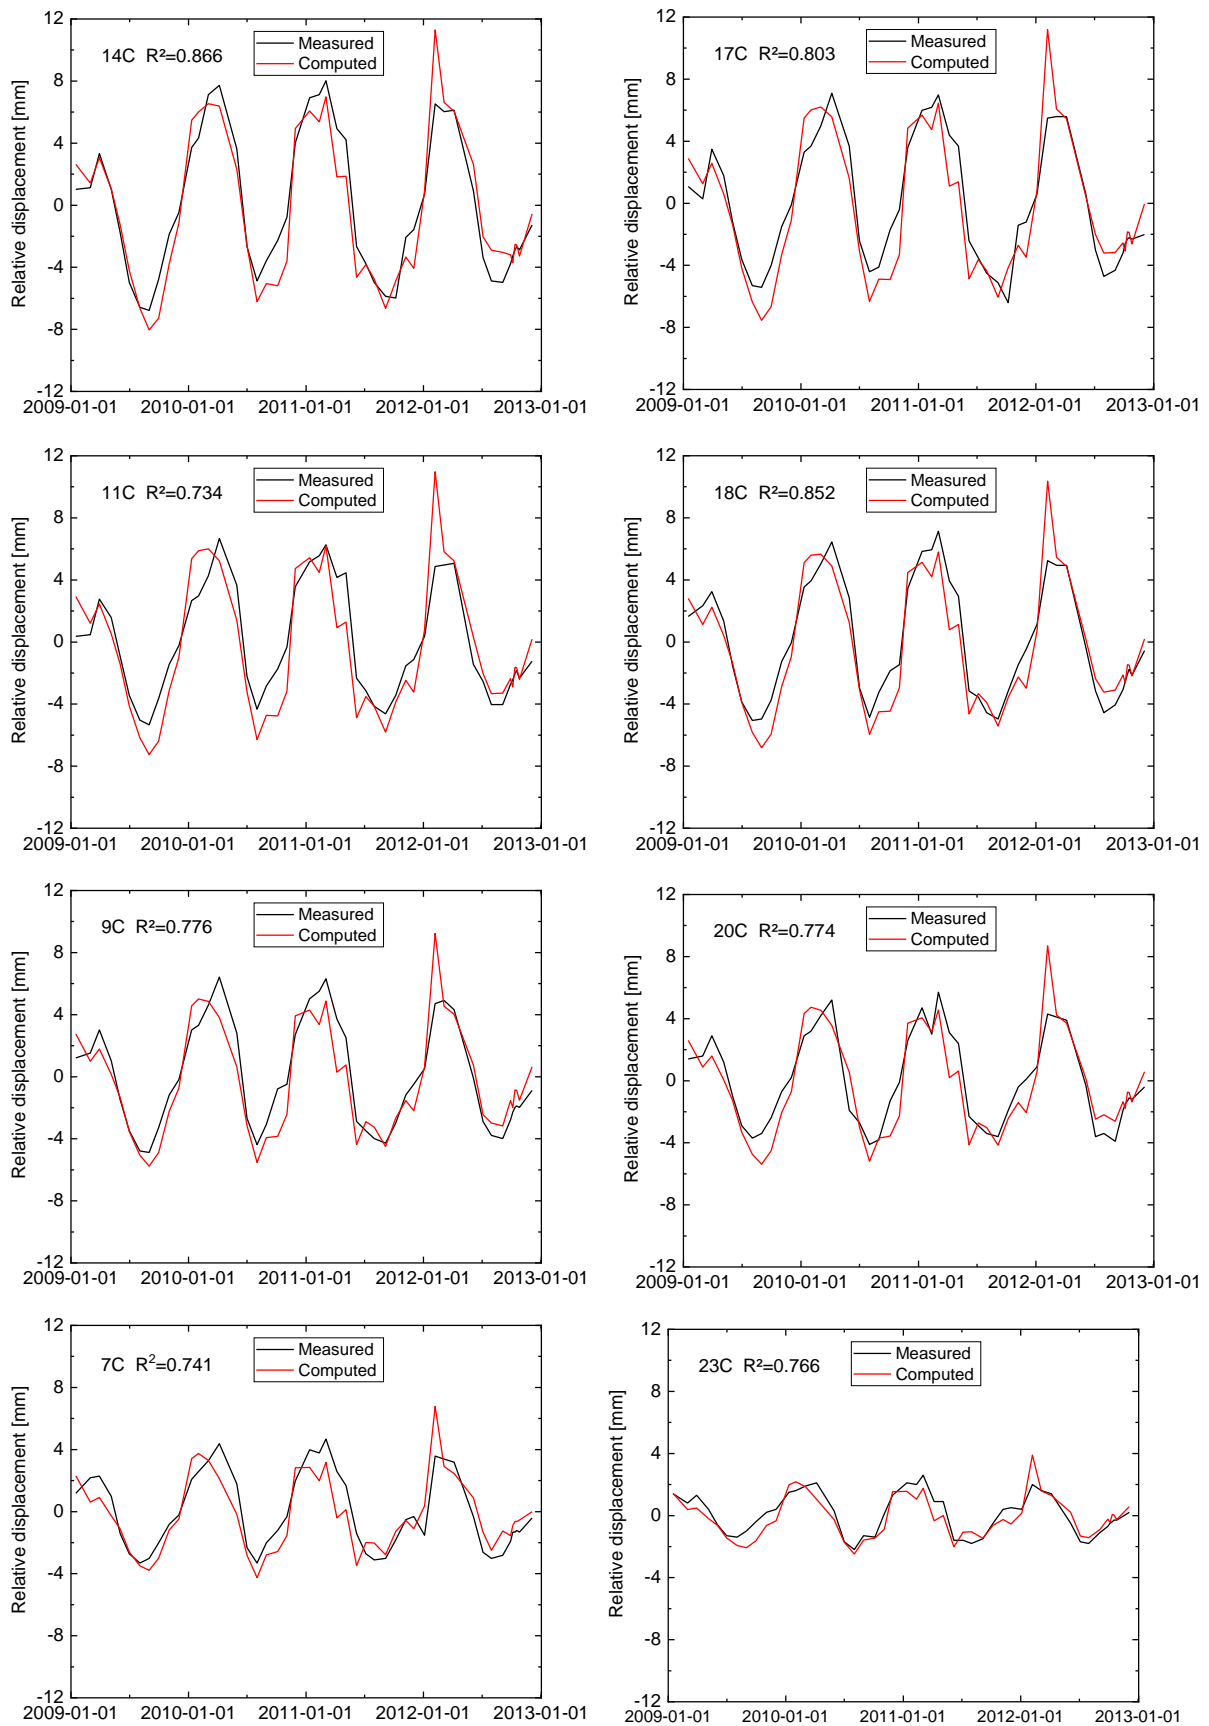 12
8
4
0
-4
-8
-12
Relative displacement [mm]
14C R²=0.866
Measured
Computed
2009-01-01 2010-01-01 2011-01-01 2012-01-01 2013-01-01
12
8
4
0
-4
-8
-12
Relative displacement [mm]
17C R²=0.803
Measured
Computed
2009-01-01 2010-01-01 2011-01-01 2012-01-01 2013-01-01
12
8
4
0
-4
-8
-12
Relative displacement [mm]
11C R²=0.734
Measured
Computed
2009-01-01 2010-01-01 2011-01-01 2012-01-01 2013-01-01
12
8
4
0
-4
-8
-12
Relative displacement [mm]
18C R²=0.852
Measured
Computed
2009-01-01 2010-01-01 2011-01-01 2012-01-01 2013-01-01
12
8
4
0
-4
-8
-12
Relative displacement [mm]
9C R²=0.776
Measured
Computed
2009-01-01 2010-01-01 2011-01-01 2012-01-01 2013-01-01
12
8
4
0
-4
-8
-12
Relative displacement [mm]
20C R²=0.774
Measured
Computed
2009-01-01 2010-01-01 2011-01-01 2012-01-01 2013-01-01
12
8
4
0
-4
-8
-12
Relative displacement [mm]
7C R²=0.741
Measured
Computed
2009-01-01 2010-01-01 2011-01-01 2012-01-01 2013-01-01
12
8
4
0
-4
-8
-12
Relative displacement [mm]
23C R²=0.766
Measured
Computed
2009-01-01 2010-01-01 2011-01-01 2012-01-01 2013-01-01